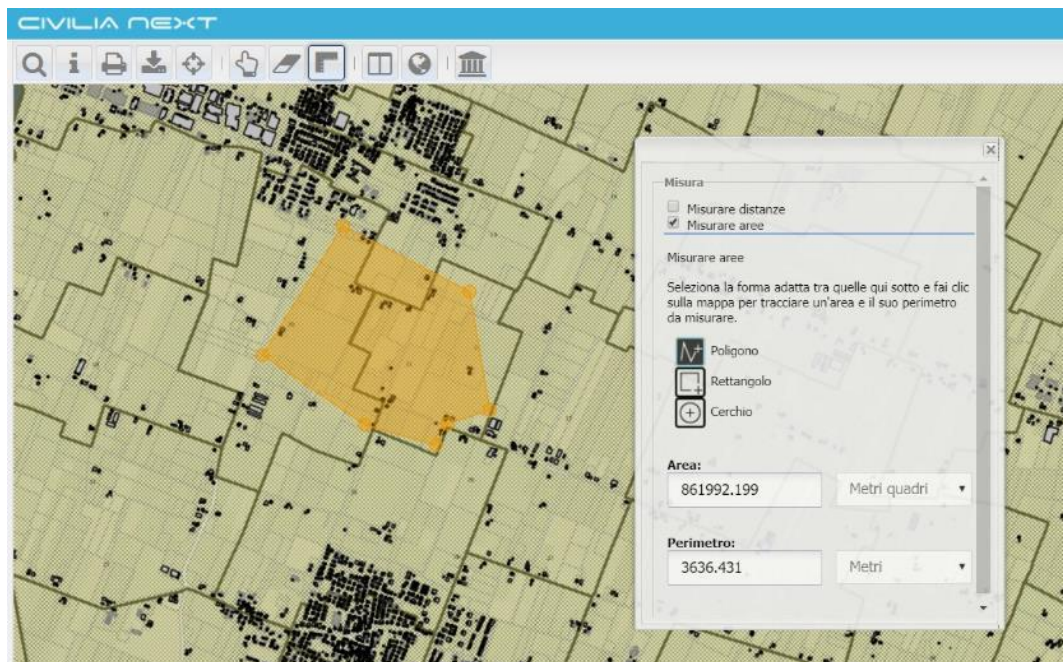 CIVILIA NEXT
Misura
Misurare distanze
Misurare aree
Misurare aree
Seleziona la forma adatta tra quelle qui sotto e fai clic
sulla mappa per tracciare un'area e il suo perimetro
da misurare.
Poligono
Rettangolo
Cerchio
Area:
861992.199 Metri quadri
Perimetro:
3636.431 Metri